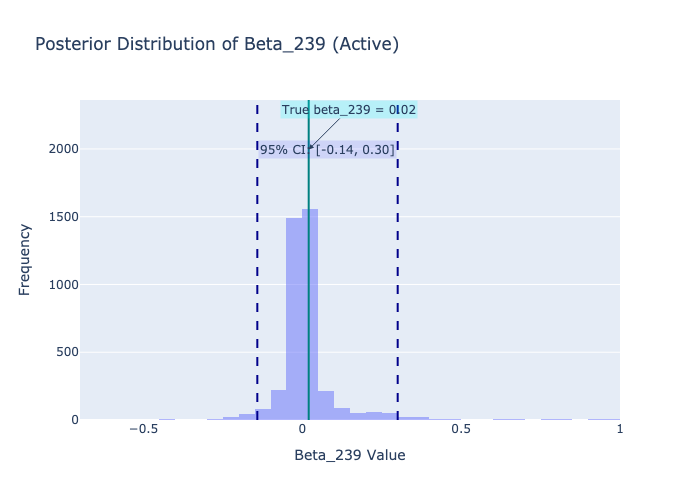 Posterior Distribution of Beta_239 (Active)
True beta_239 = 0.02
95% CI: [-0.14, 0.30]
2000
1500
1000
500
0
Frequency
−0.5
0
0.5
1
Beta_239 Value